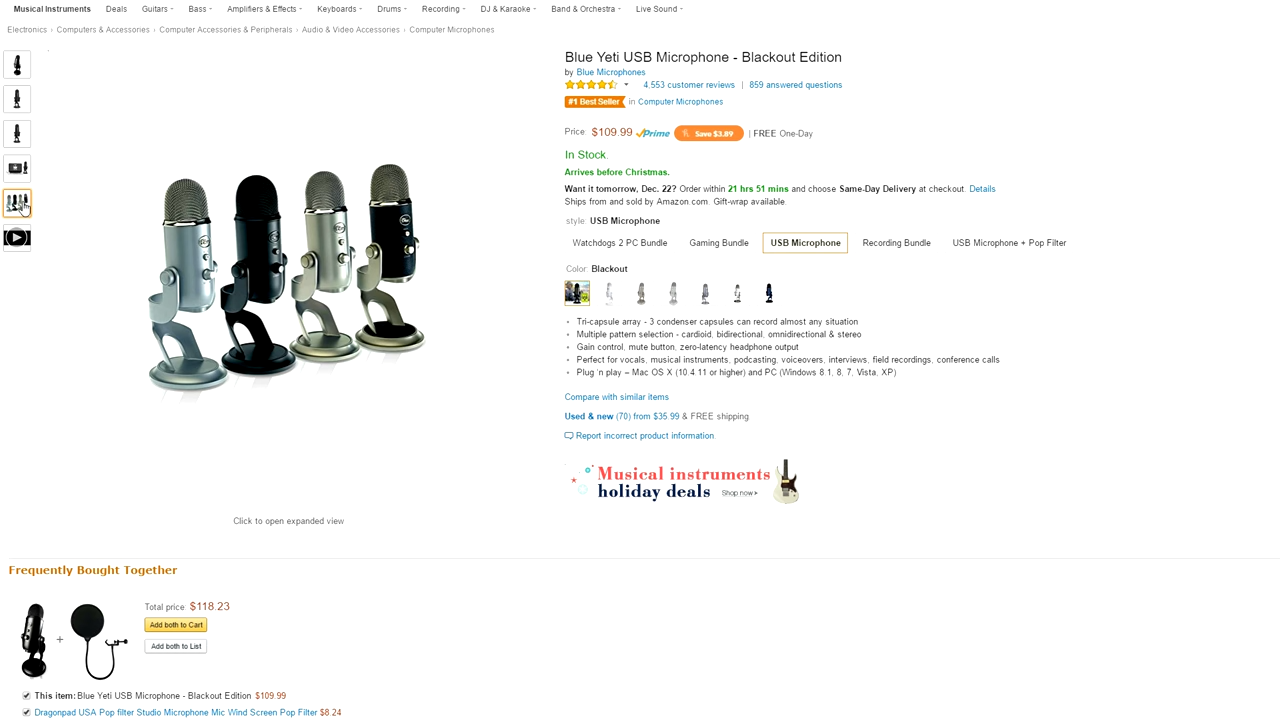 Musical Instruments Deals Guitars Bass Amplifiers & Effects Keyboards Drums Recording DJ & Karaoke Band & Orchestra Live Sound
Electronics › Computers & Accessories › Computer Accessories & Peripherals › Audio & Video Accessories › Computer Microphones
Blue Yeti USB Microphone - Blackout Edition
by Blue Microphones
4,553 customer reviews | 859 answered questions
#1 Best Seller in Computer Microphones
Price: $109.99 Prime Save $3.89 | FREE One-Day
In Stock.
Arrives before Christmas.
Want it tomorrow, Dec. 22? Order within 21 hrs 51 mins and choose Same-Day Delivery at checkout. Details
Ships from and sold by Amazon.com. Gift-wrap available.
style: USB Microphone
Watchdogs 2 PC Bundle Gaming Bundle USB Microphone Recording Bundle USB Microphone + Pop Filter
Color: Blackout
• Tri-capsule array - 3 condenser capsules can record almost any situation
• Multiple pattern selection - cardioid, bidirectional, omnidirectional & stereo
• Gain control, mute button, zero-latency headphone output
• Perfect for vocals, musical instruments, podcasting, voiceovers, interviews, field recordings, conference calls
• Plug 'n play – Mac OS X (10.4.11 or higher) and PC (Windows 8.1, 8, 7, Vista, XP)
Compare with similar items
Used & new (70) from $35.99 & FREE shipping
Report incorrect product information.
Musical instruments
holiday deals Shop now
Click to open expanded view
Frequently Bought Together
Total price $118.23
Add both to Cart
+
Add both to List
This item: Blue Yeti USB Microphone - Blackout Edition $109.99
Dragonpad USA Pop filter Studio Microphone Mic Wind Screen Pop Filter $8.24